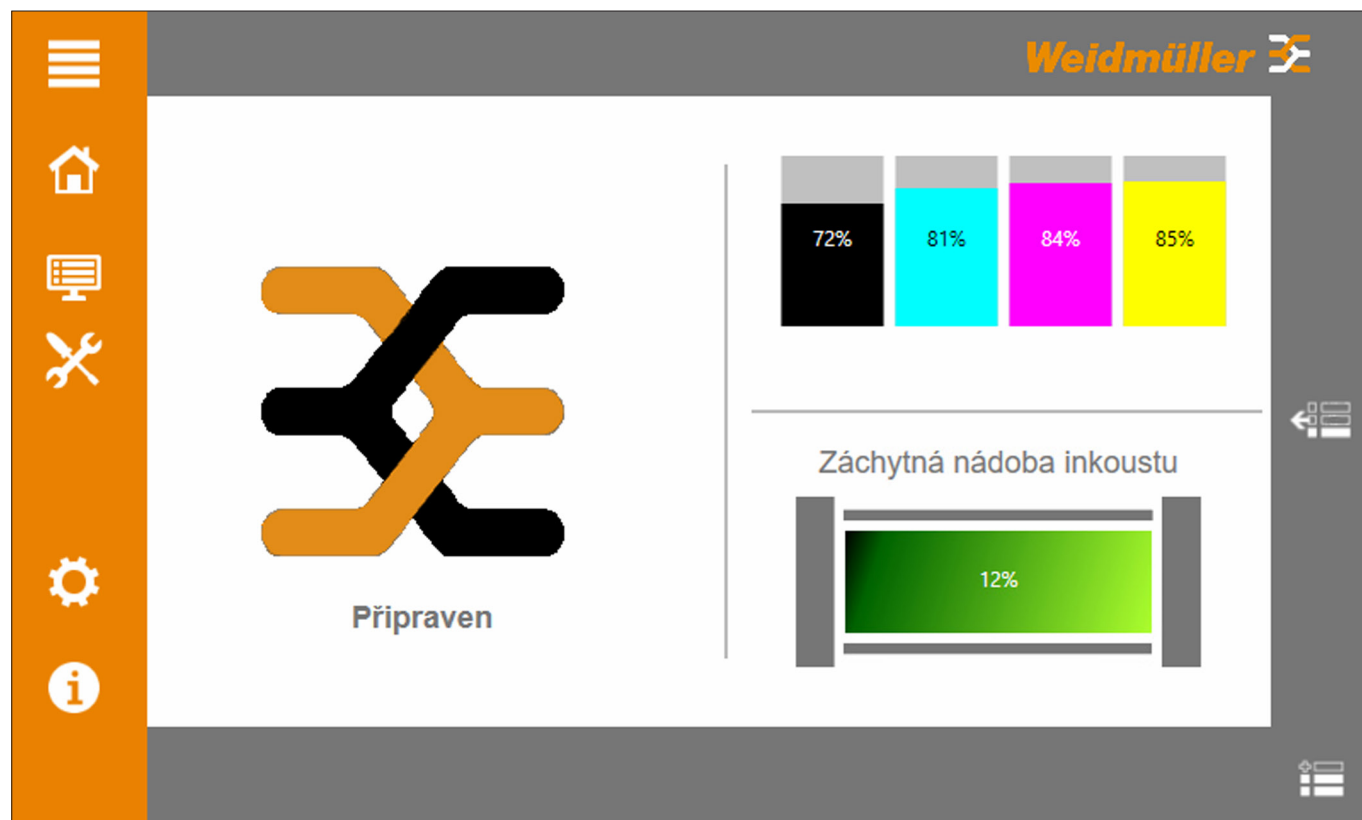 Weidmüller
72% 81% 84% 85%
Záchytná nádoba inkoustu
12%
Připraven